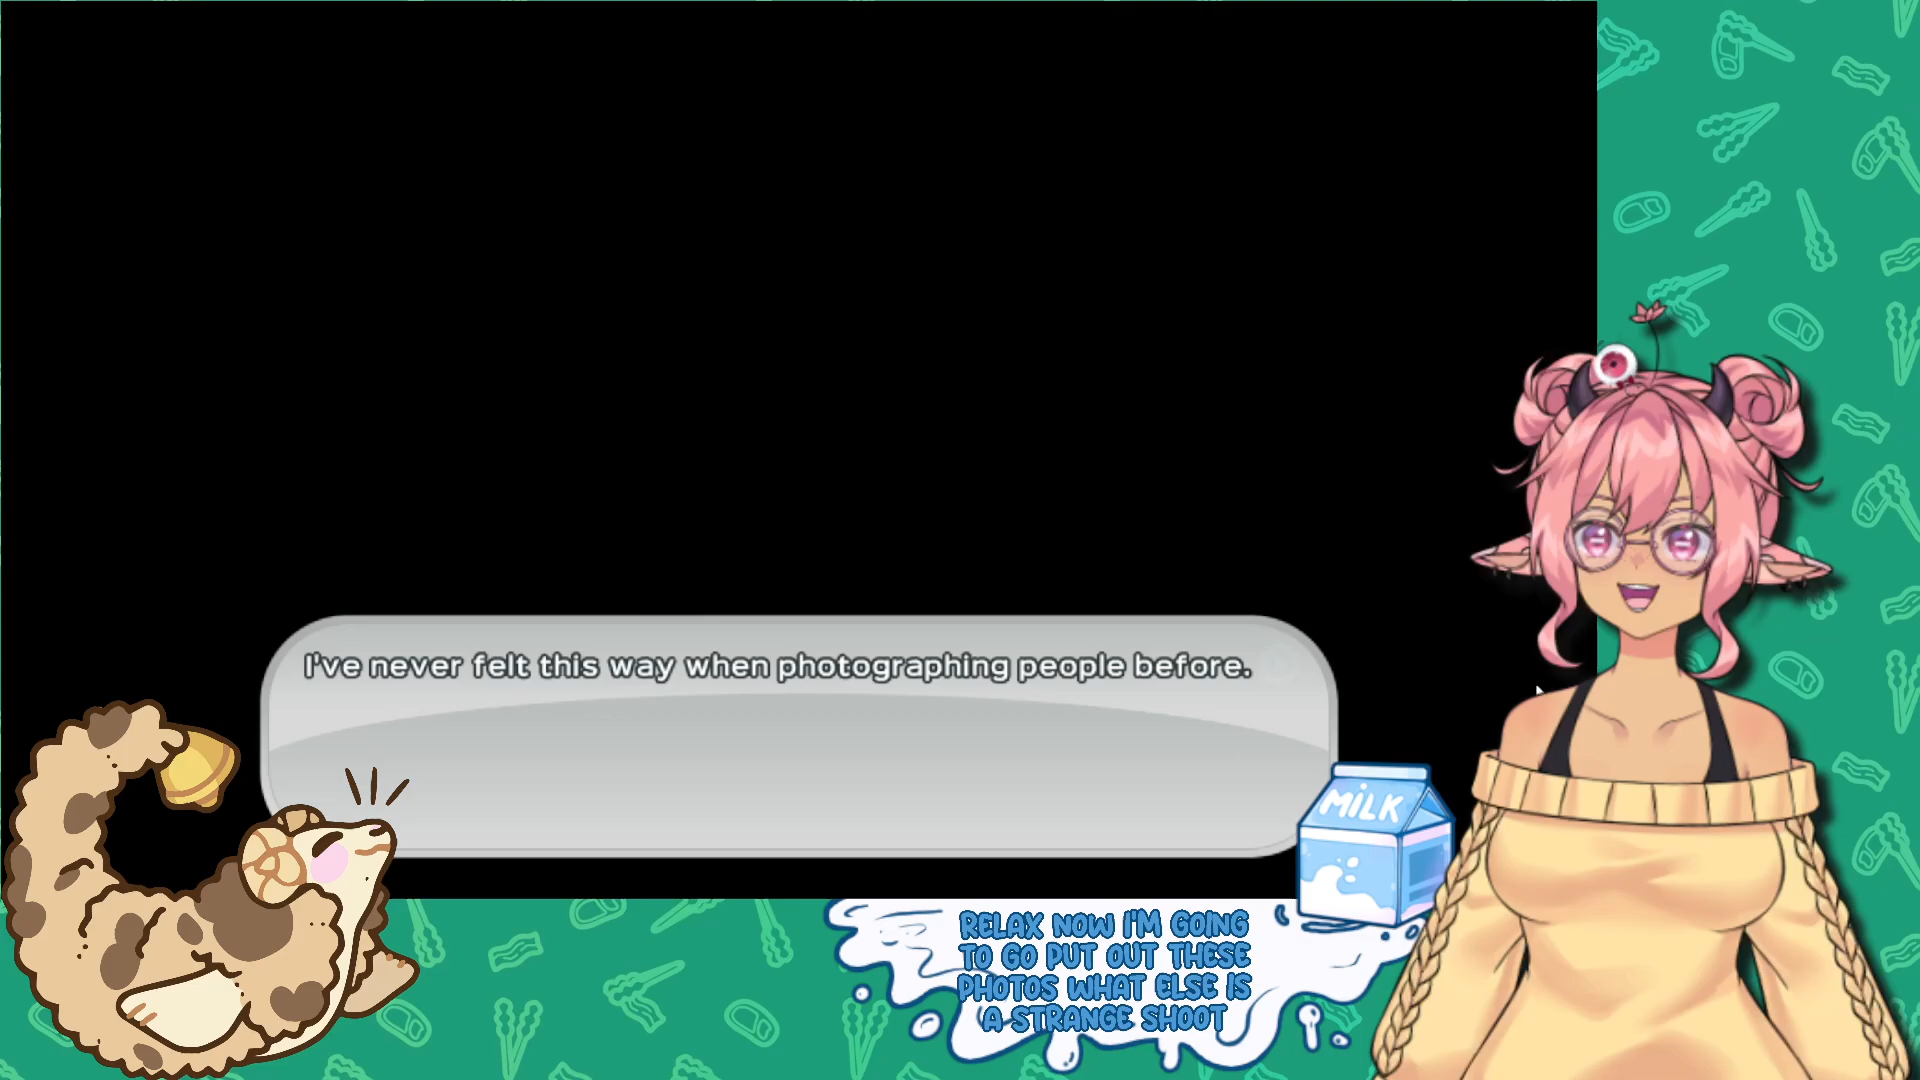 I've never felt this way when photographing people before.
MILK
RELAX NOW I'M GOING
TO GO PUT OUT THESE
PHOTOS WHAT ELSE IS
A STRANGE SHOOT